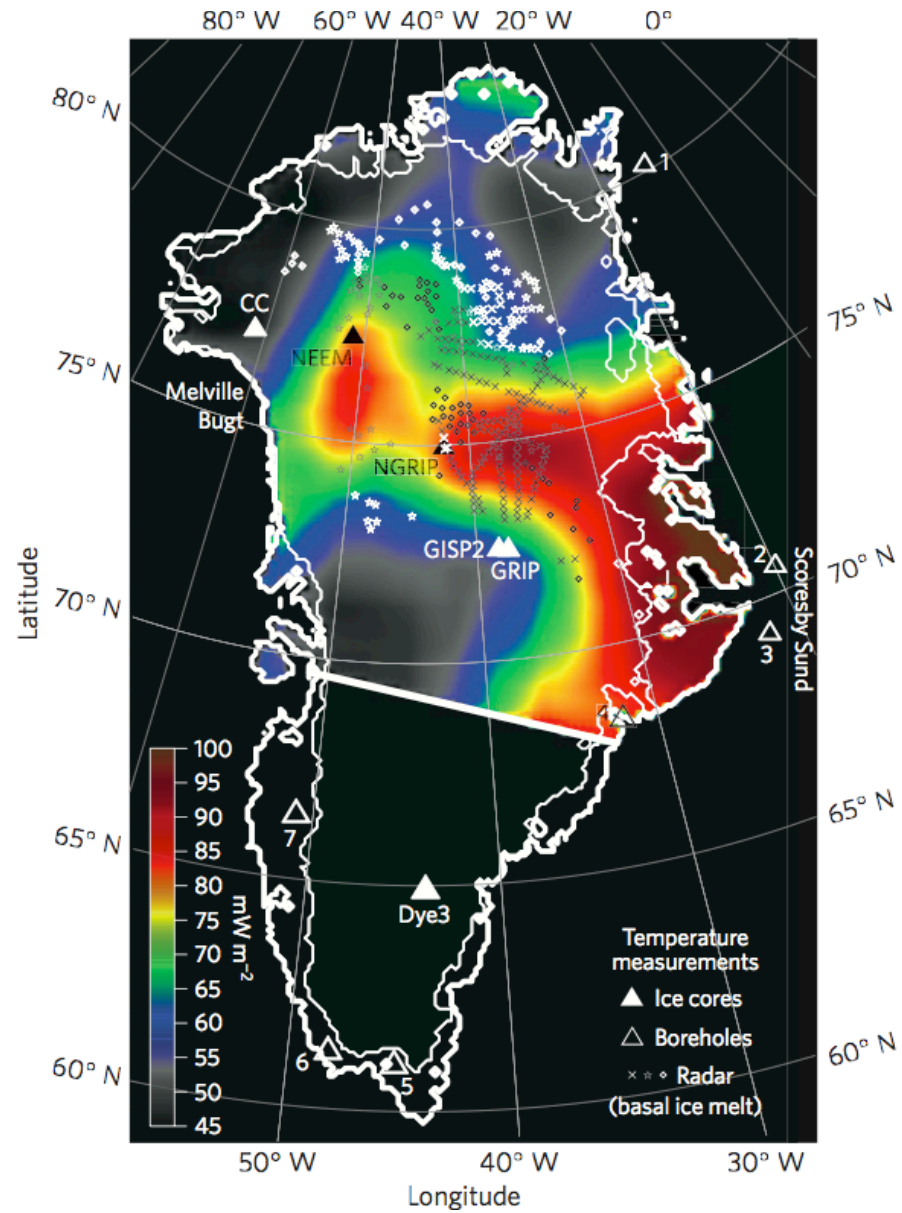 80° W 60° W 40° W 20° W 0°
80° N
1
75° N
CC
75° N
NEEM
Melville
Bugt
NGRIP
GISP2
GRIP
2
70° N
Scoresby Sund
Latitude
70° N
3
4
100
95
90
85
80
75
70
65
60
55
50
45
mW m⁻²
65° N
7
65° N
Dye3
Temperature
measurements
Ice cores
Boreholes
Radar
(basal ice melt)
6
5
60° N
60° N
50° W 40° W 30° W
Longitude